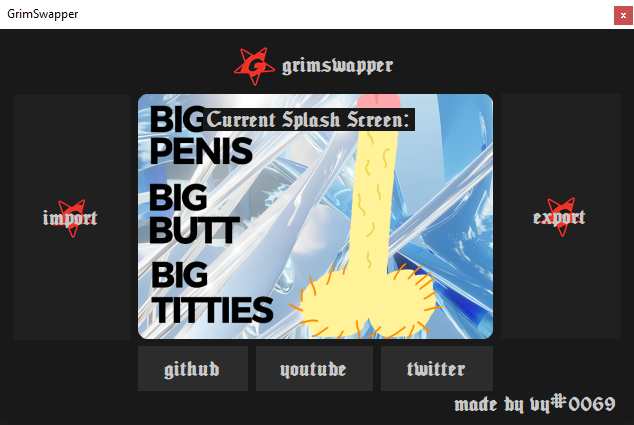 GrimSwapper
x
grimswapper
Current Splash Screen:
BIG
PENIS
BIG
BUTT
BIG
TITTIES
import
export
github
youtube
twitter
made by vy#0069